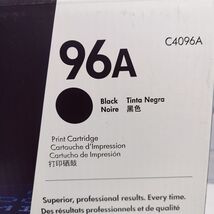 C4096A
96A
Black Tinta Negra
Noire 黑色
Print Cartridge
Cartouche d'Impression
Cartucho de Impresión
打印硒鼓
Superior, professional results. Every time.
Des résultats professionnels et d'une qualité